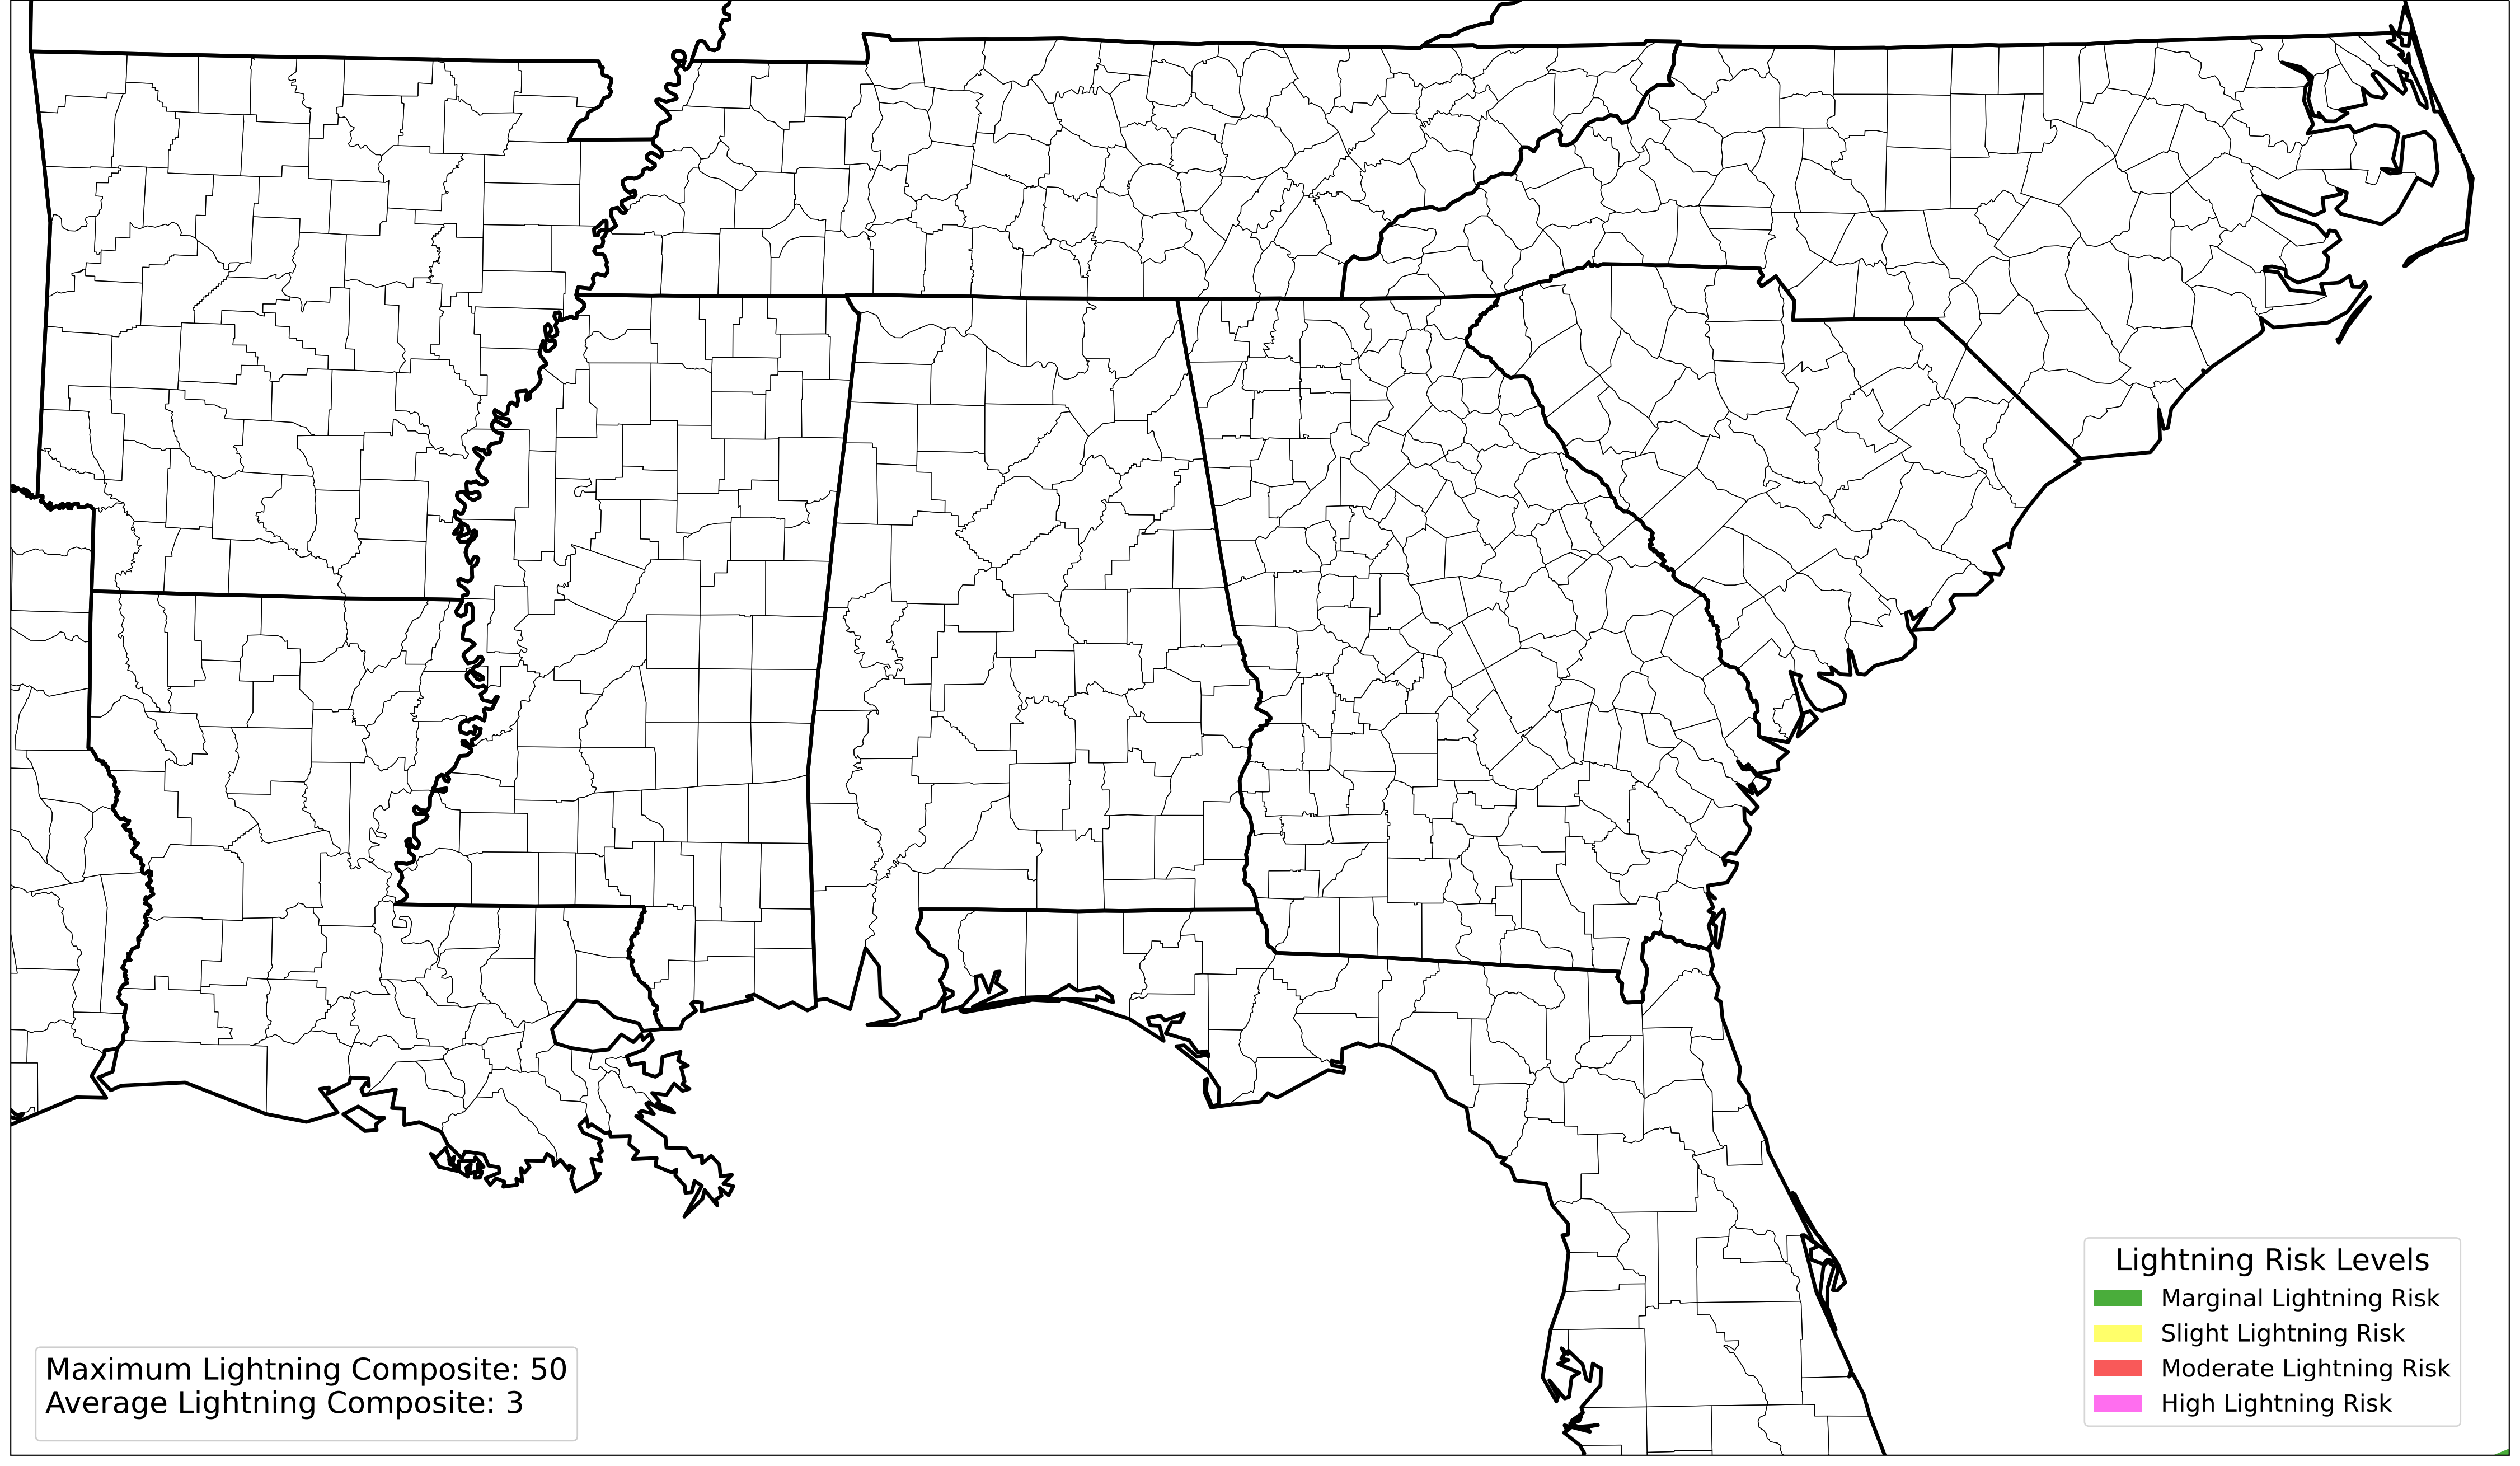 Maximum Lightning Composite: 50
Average Lightning Composite: 3
Lightning Risk Levels
Marginal Lightning Risk
Slight Lightning Risk
Moderate Lightning Risk
High Lightning Risk